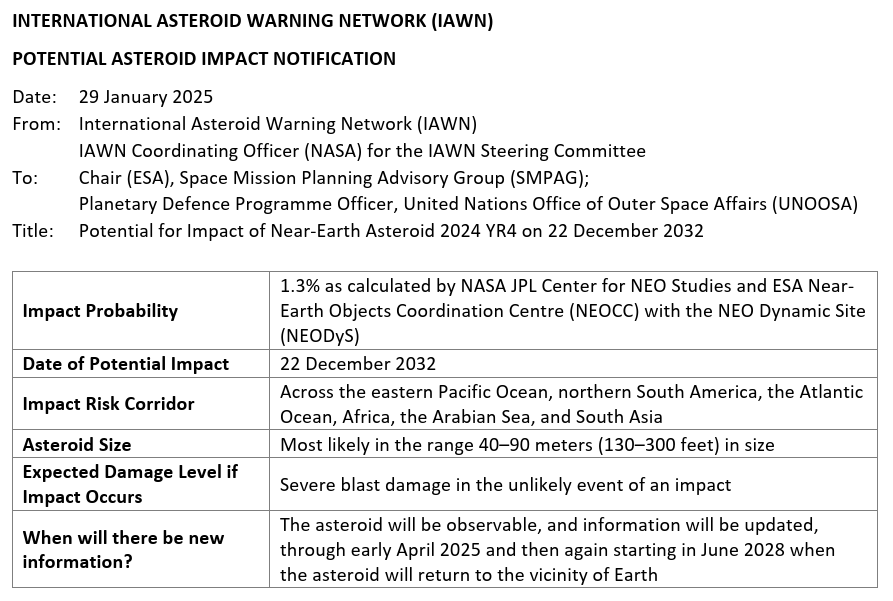 INTERNATIONAL ASTEROID WARNING NETWORK (IAWN)
POTENTIAL ASTEROID IMPACT NOTIFICATION
Date: 29 January 2025
From: International Asteroid Warning Network (IAWN)
IAWN Coordinating Officer (NASA) for the IAWN Steering Committee
To: Chair (ESA), Space Mission Planning Advisory Group (SMPAG);
Planetary Defence Programme Officer, United Nations Office of Outer Space Affairs (UNOOSA)
Title: Potential for Impact of Near-Earth Asteroid 2024 YR4 on 22 December 2032
Impact Probability
1.3% as calculated by NASA JPL Center for NEO Studies and ESA Near-
Earth Objects Coordination Centre (NEOCC) with the NEO Dynamic Site
(NEODyS)
Date of Potential Impact
22 December 2032
Impact Risk Corridor
Across the eastern Pacific Ocean, northern South America, the Atlantic
Ocean, Africa, the Arabian Sea, and South Asia
Asteroid Size
Most likely in the range 40–90 meters (130–300 feet) in size
Expected Damage Level if
Impact Occurs
Severe blast damage in the unlikely event of an impact
When will there be new
information?
The asteroid will be observable, and information will be updated,
through early April 2025 and then again starting in June 2028 when
the asteroid will return to the vicinity of Earth